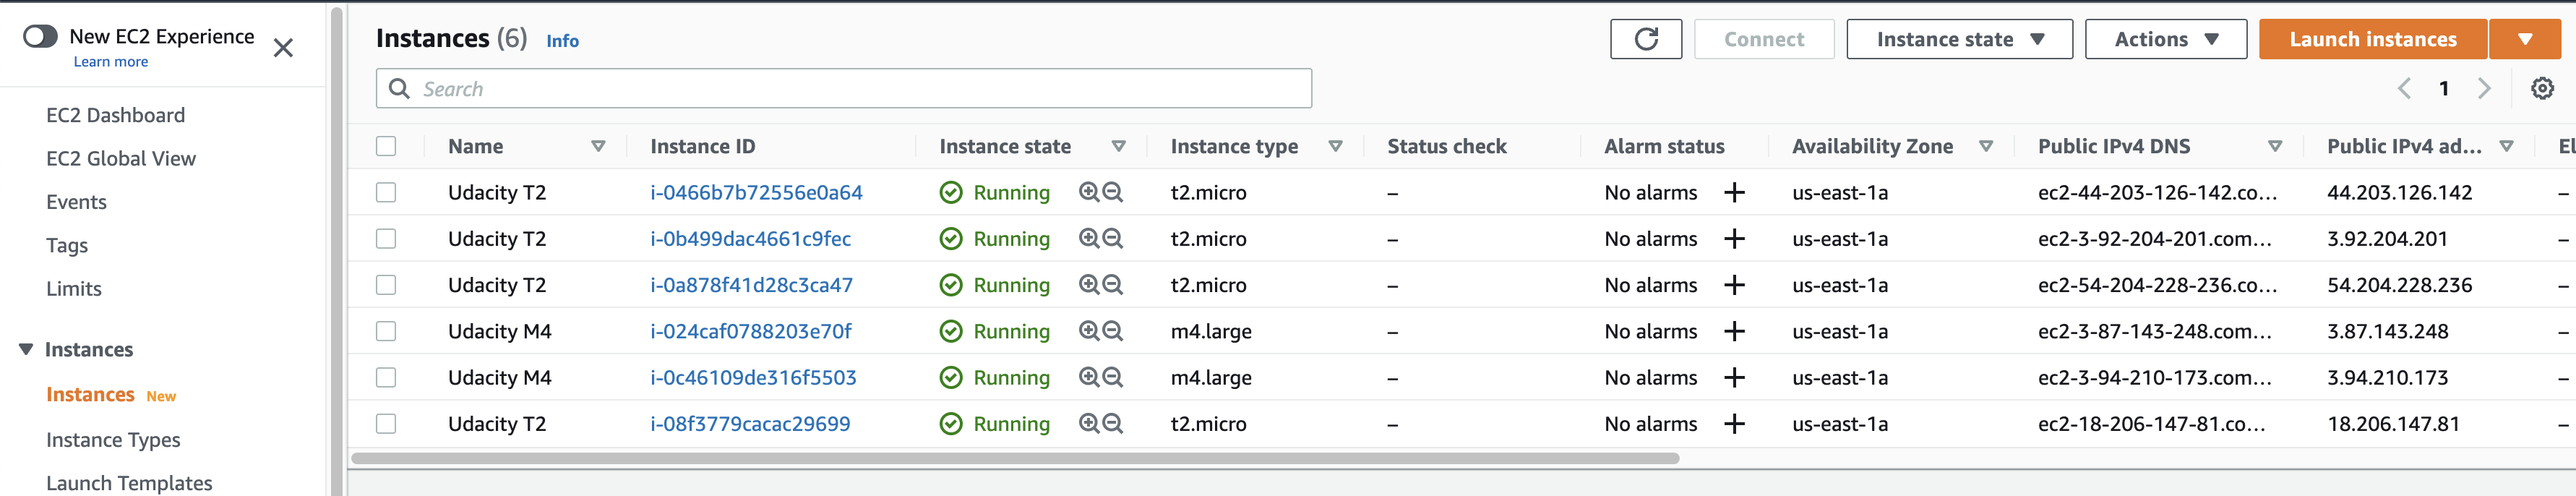 New EC2 Experience
Learn more
EC2 Dashboard
EC2 Global View
Events
Tags
Limits
Instances
Instances New
Instance Types
Launch Templates
Instances (6) Info
Connect Instance state Actions Launch instances
Search
1
Name Instance ID Instance state Instance type Status check Alarm status Availability Zone Public IPv4 DNS Public IPv4 ad... El
Udacity T2 i-0466b7b72556e0a64 Running t2.micro – No alarms + us-east-1a ec2-44-203-126-142.co... 44.203.126.142 –
Udacity T2 i-0b499dac4661c9fec Running t2.micro – No alarms + us-east-1a ec2-3-92-204-201.com... 3.92.204.201 –
Udacity T2 i-0a878f41d28c3ca47 Running t2.micro – No alarms + us-east-1a ec2-54-204-228-236.co... 54.204.228.236 –
Udacity M4 i-024caf0788203e70f Running m4.large – No alarms + us-east-1a ec2-3-87-143-248.com... 3.87.143.248 –
Udacity M4 i-0c46109de316f5503 Running m4.large – No alarms + us-east-1a ec2-3-94-210-173.com... 3.94.210.173 –
Udacity T2 i-08f3779cacac29699 Running t2.micro – No alarms + us-east-1a ec2-18-206-147-81.co... 18.206.147.81 –